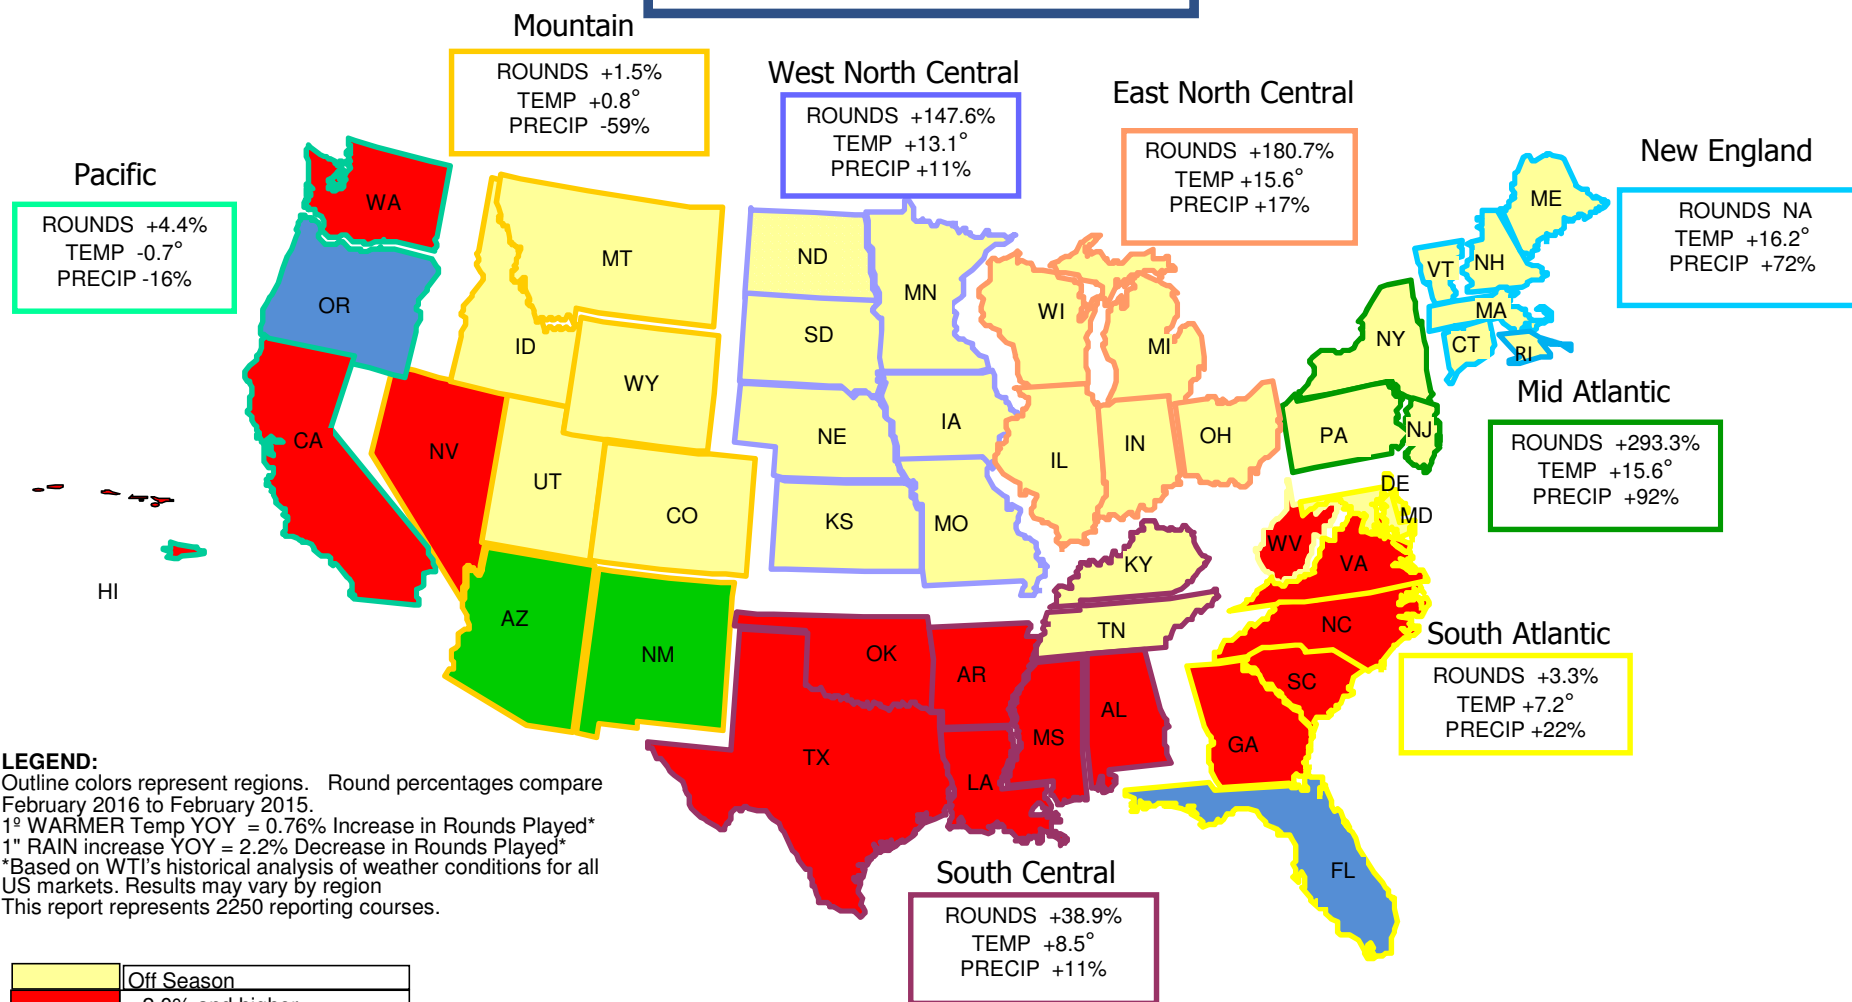 Mountain
ROUNDS +1.5%
TEMP +0.8°
PRECIP -59%
West North Central
ROUNDS +147.6%
TEMP +13.1°
PRECIP +11%
East North Central
ROUNDS +180.7%
TEMP +15.6°
PRECIP +17%
New England
ROUNDS NA
TEMP +16.2°
PRECIP +72%
Pacific
ROUNDS +4.4%
TEMP -0.7°
PRECIP -16%
Mid Atlantic
ROUNDS +293.3%
TEMP +15.6°
PRECIP +92%
South Atlantic
ROUNDS +3.3%
TEMP +7.2°
PRECIP +22%
South Central
ROUNDS +38.9%
TEMP +8.5°
PRECIP +11%
WA
OR
CA
HI
NV
MT
ID
WY
UT
CO
AZ
NM
ND
SD
NE
KS
MN
IA
MO
WI
MI
IL
IN
OH
KY
TN
OK
TX
AR
LA
MS
AL
ME
VT
NH
MA
CT
RI
NY
PA
NJ
DE
MD
WV
VA
NC
SC
GA
FL
LEGEND:
Outline colors represent regions. Round percentages compare
February 2016 to February 2015.
1º WARMER Temp YOY = 0.76% Increase in Rounds Played*
1" RAIN increase YOY = 2.2% Decrease in Rounds Played*
*Based on WTI's historical analysis of weather conditions for all
US markets. Results may vary by region
This report represents 2250 reporting courses.
Off Season
and higher